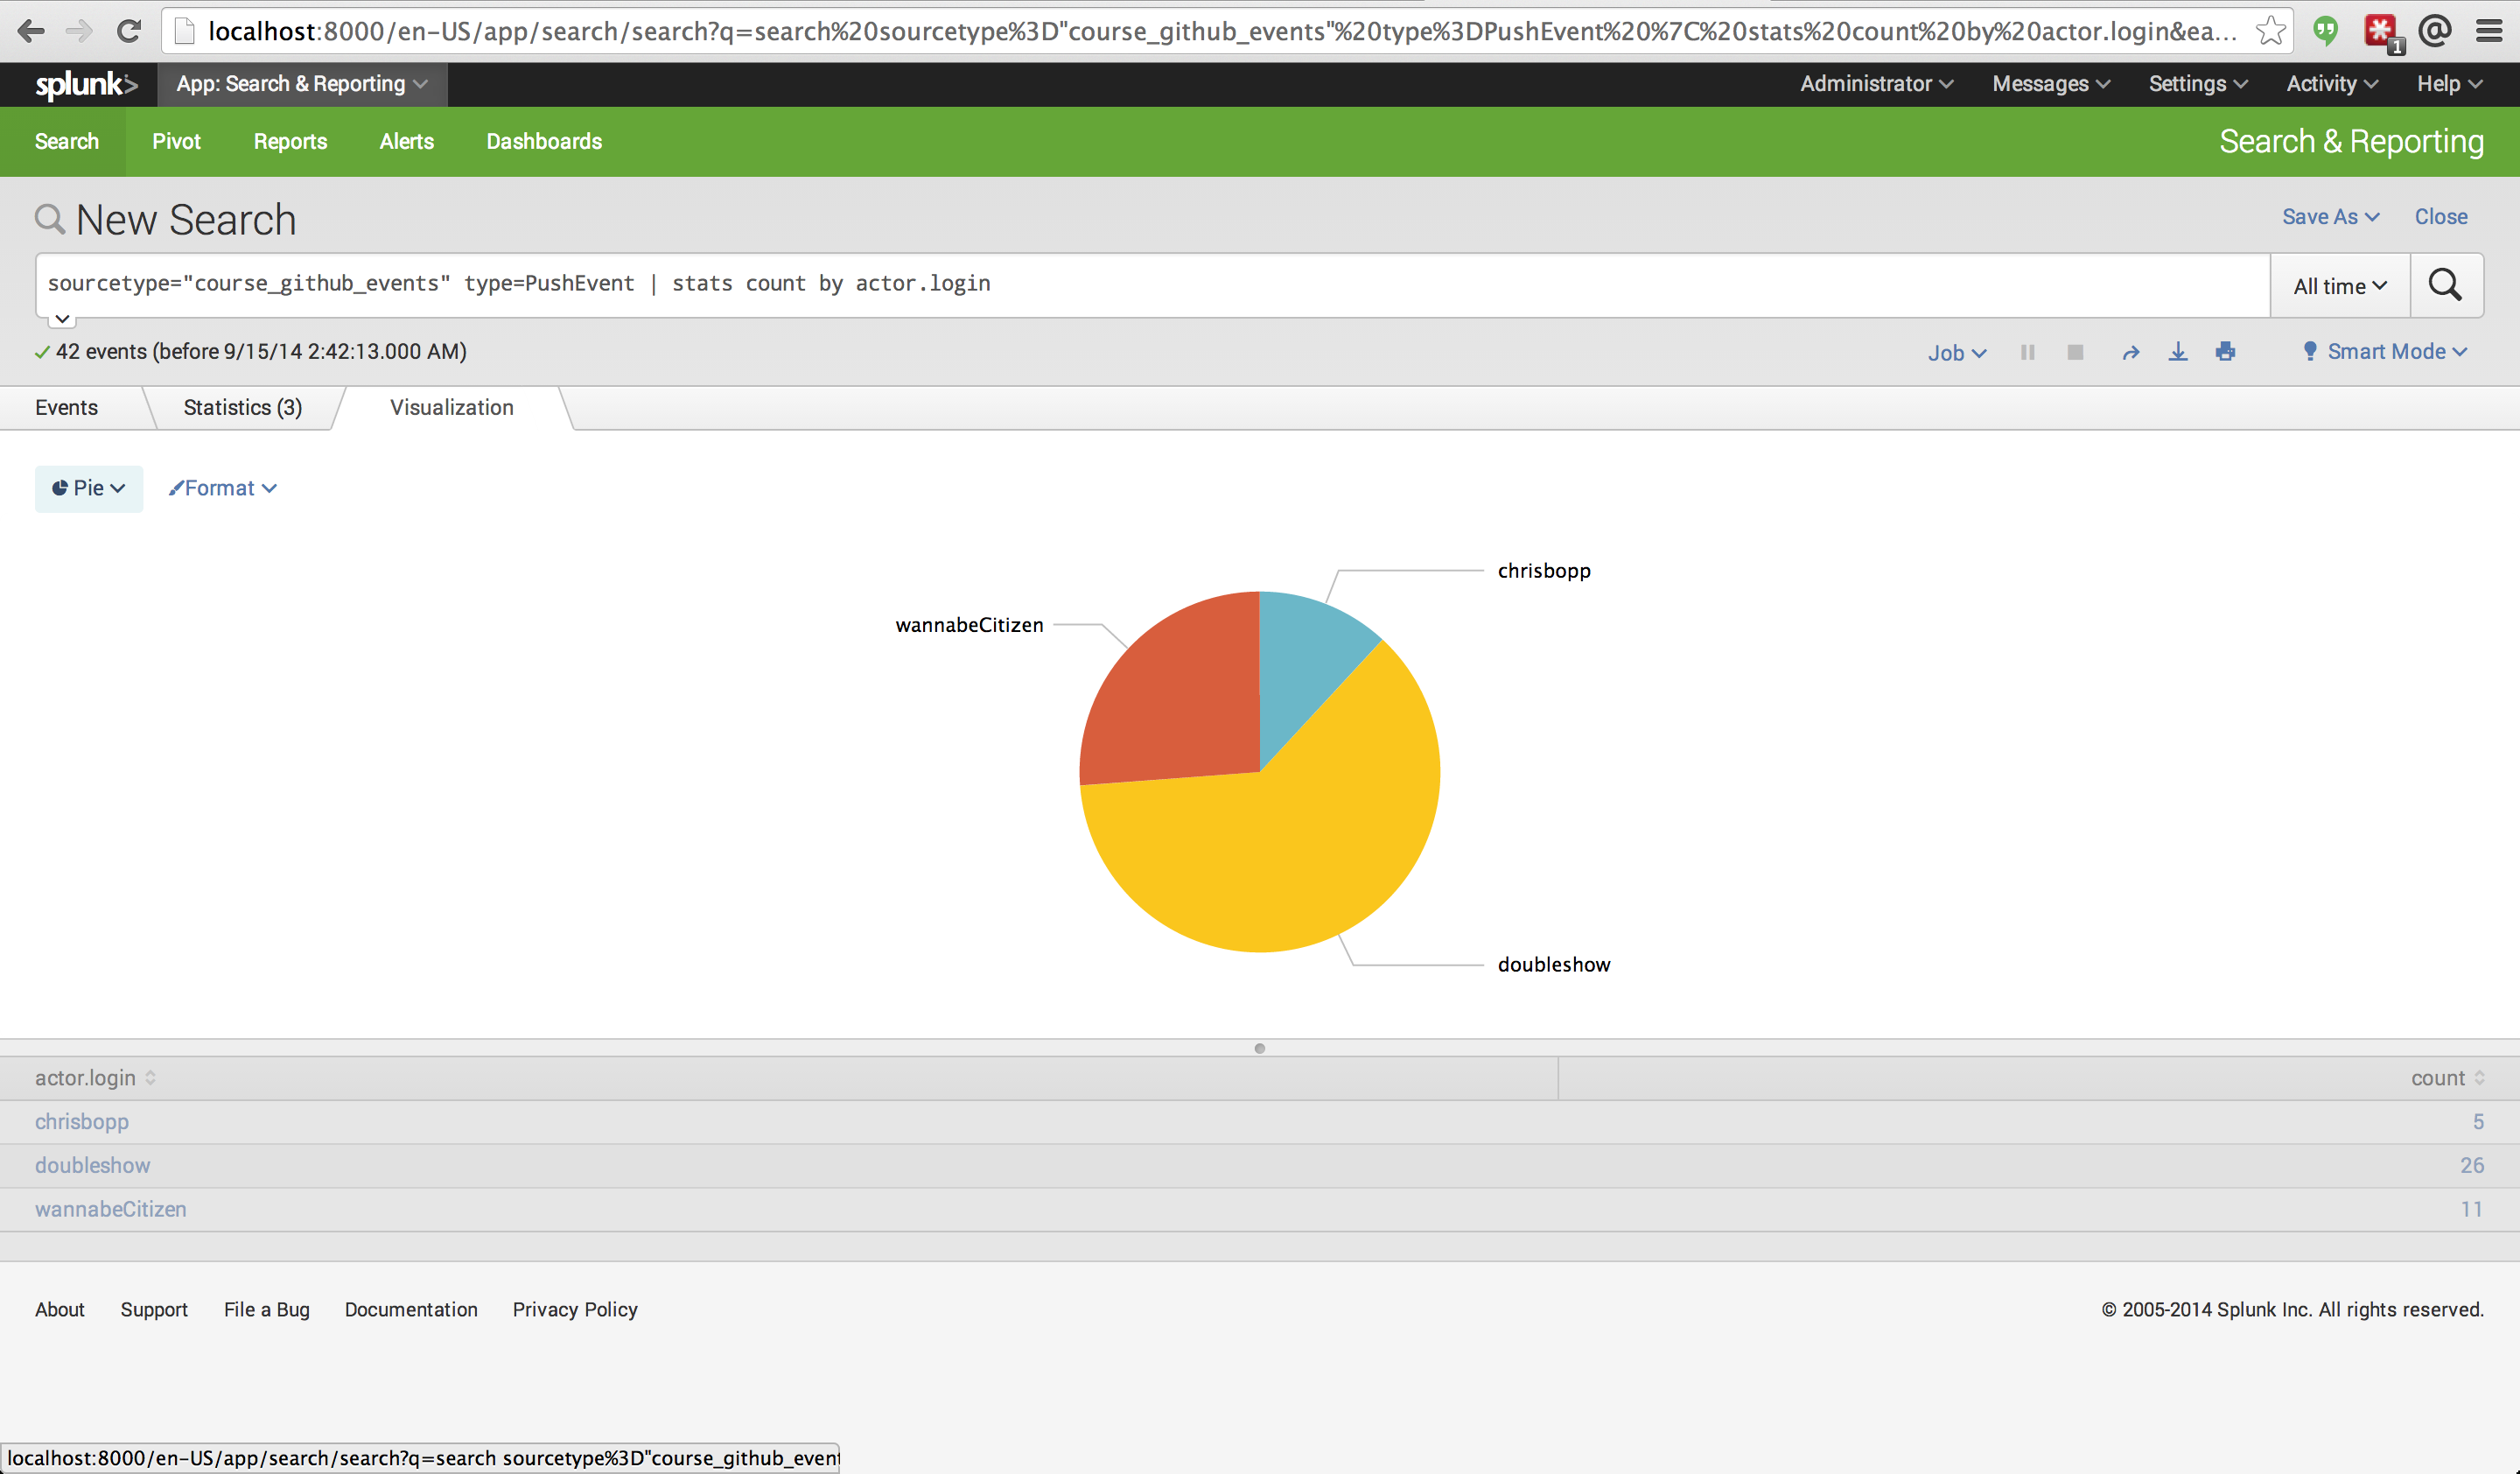 localhost:8000/en-US/app/search/search?q=search%20sourcetype%3D"course_github_events"%20type%3DPushEvent%20%7C%20stats%20count%20by%20actor.login&ea...
1
splunk> App: Search & Reporting Administrator Messages Settings Activity Help
Search Pivot Reports Alerts Dashboards Search & Reporting
New Search Save As Close
sourcetype="course_github_events" type=PushEvent | stats count by actor.login All time
42 events (before 9/15/14 2:42:13.000 AM) Job Smart Mode
Events Statistics (3) Visualization
Pie Format
chrisbopp
wannabeCitizen
doubleshow
actor.login count
chrisbopp 5
doubleshow 26
wannabeCitizen 11
About Support File a Bug Documentation Privacy Policy © 2005-2014 Splunk Inc. All rights reserved.
localhost:8000/en-US/app/search/search?q=search sourcetype%3D"course_github_event